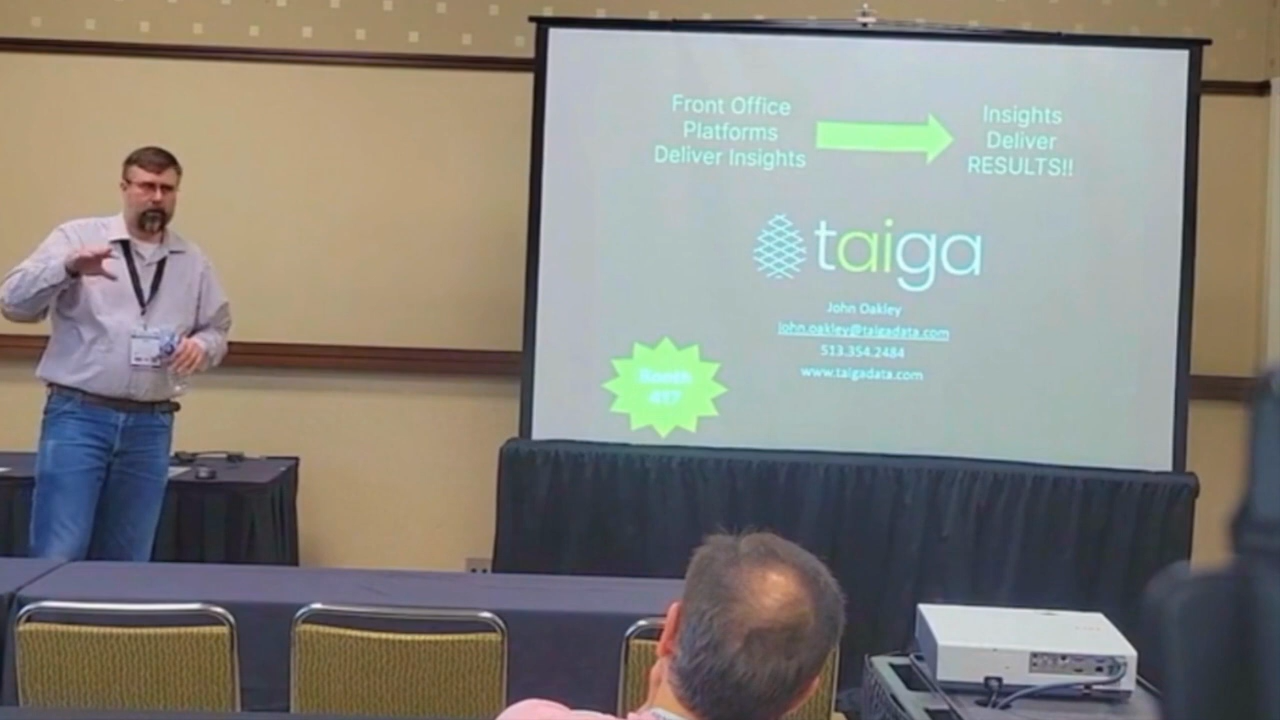 Front Office
Platforms
Deliver Insights
Insights
Deliver
RESULTS!!
taiga
John Oakley
john.oakley@taigadata.com
513.354.2484
www.taigadata.com
Booth